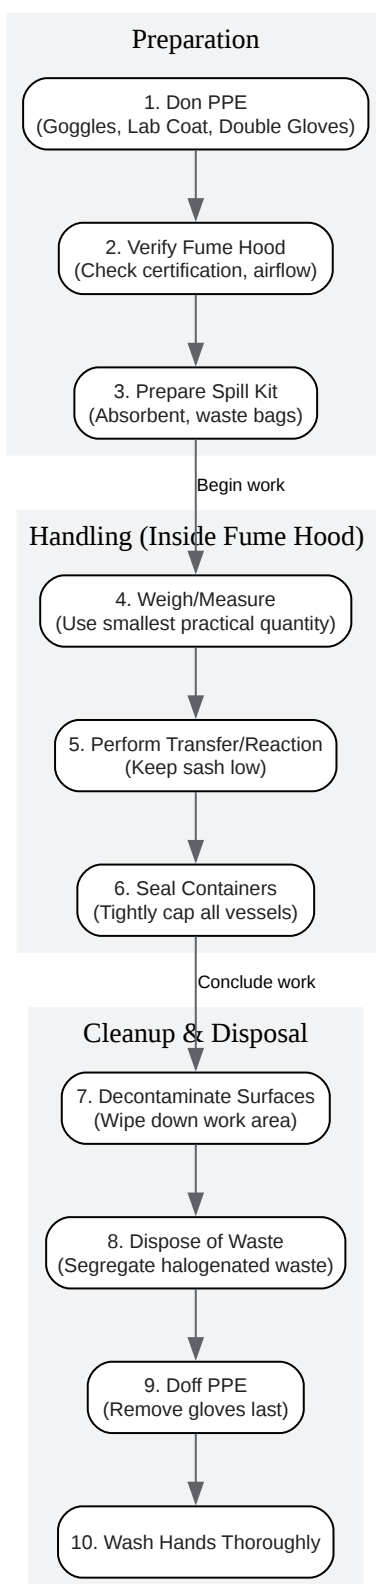 Preparation
1. Don PPE
(Goggles, Lab Coat, Double Gloves)
2. Verify Fume Hood
(Check certification, airflow)
3. Prepare Spill Kit
(Absorbent, waste bags)
Begin work
Handling (Inside Fume Hood)
4. Weigh/Measure
(Use smallest practical quantity)
5. Perform Transfer/Reaction
(Keep sash low)
6. Seal Containers
(Tightly cap all vessels)
Conclude work
Cleanup & Disposal
7. Decontaminate Surfaces
(Wipe down work area)
8. Dispose of Waste
(Segregate halogenated waste)
9. Doff PPE
(Remove gloves last)
10. Wash Hands Thoroughly